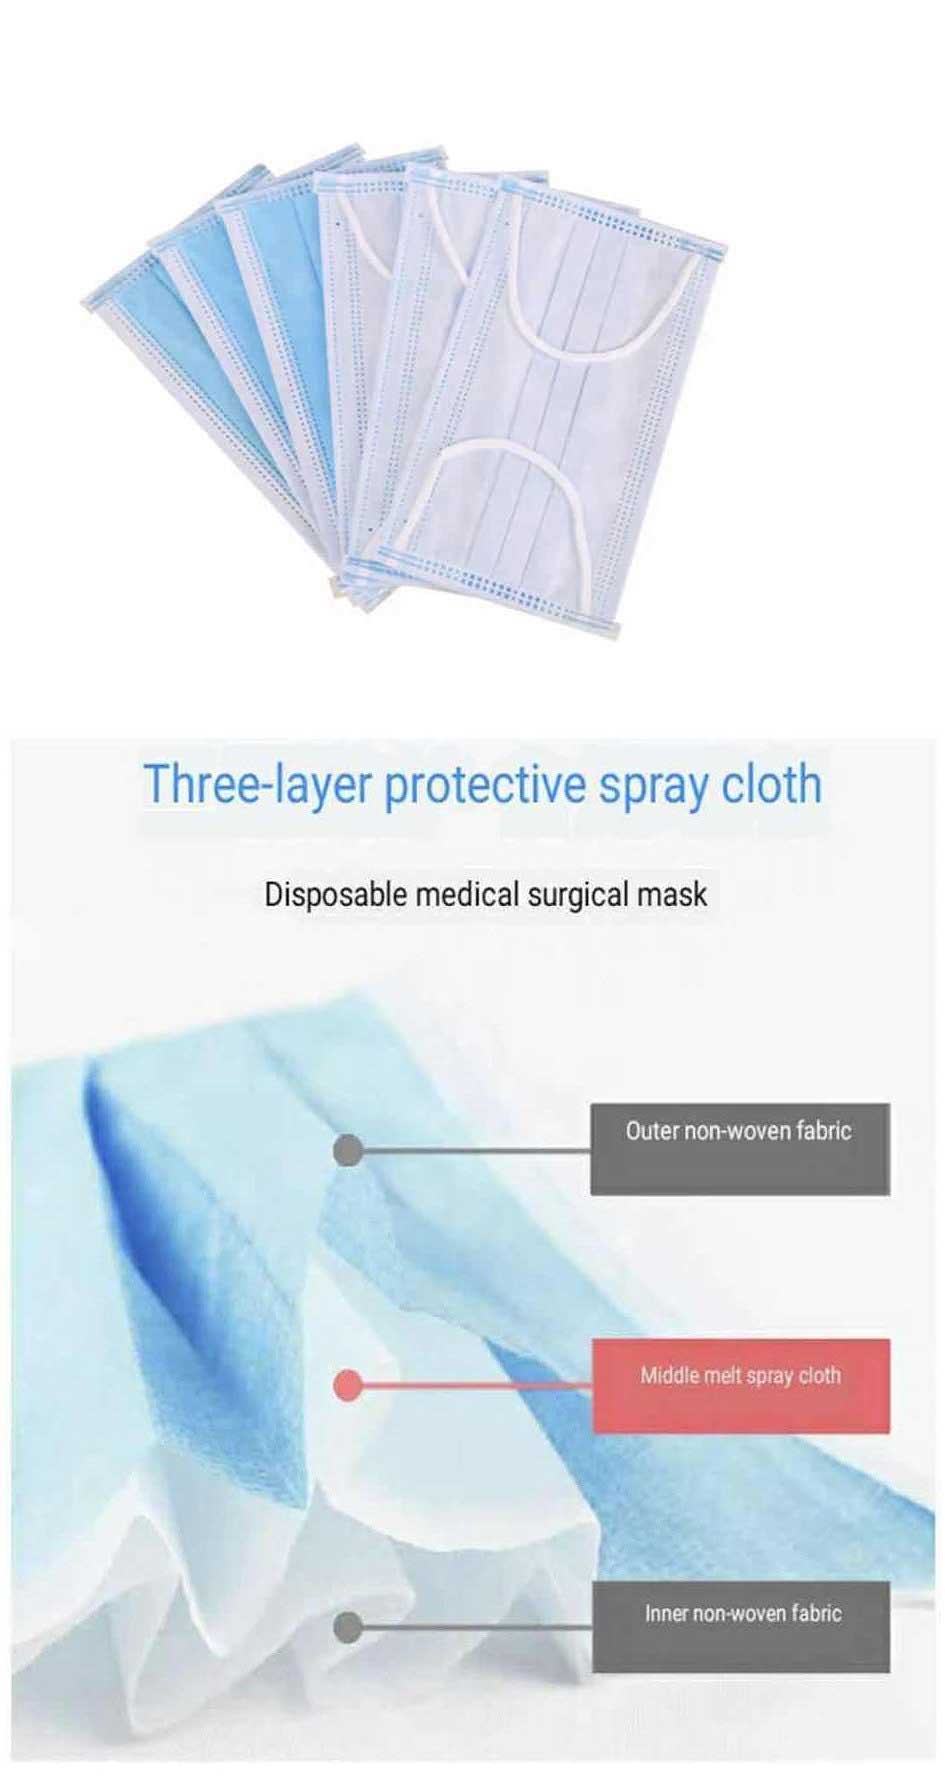 Three-layer protective spray cloth
Disposable medical surgical mask
Outer non-woven fabric
Middle melt spray cloth
Inner non-woven fabric